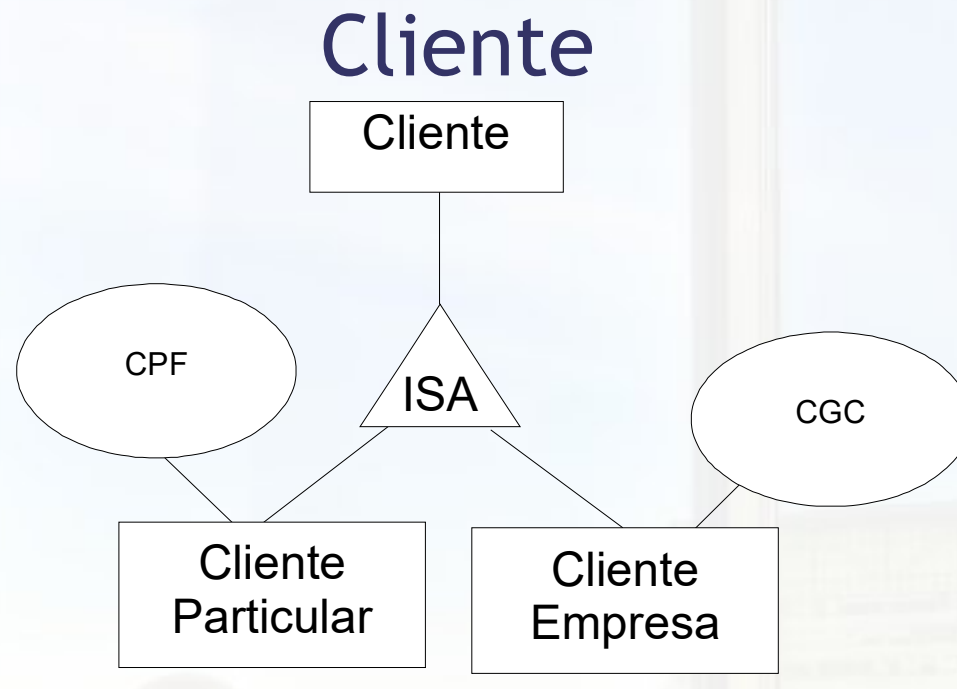 Cliente
Cliente
CPF
ISA
CGC
Cliente
Particular
Cliente
Empresa